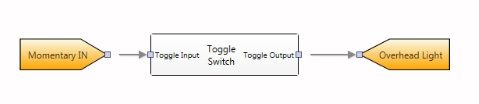 Momentary IN
Toggle Input
Toggle
Switch
Toggle Output
Overhead Light